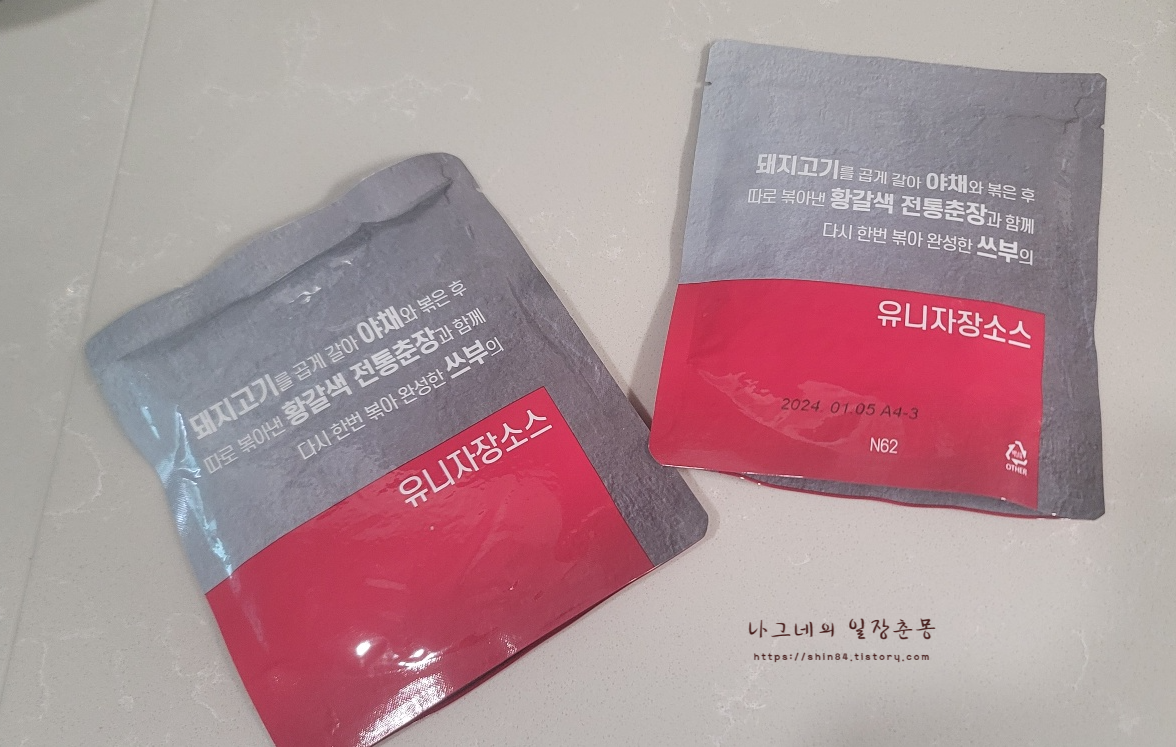 돼지고기를 곱게 갈아 야채와 볶은 후
따로 볶아낸 황갈색 전통춘장과 함께
다시 한번 볶아 완성한 쓰부의
유니자장소스
돼지고기를 곱게 갈아 야채와 볶은 후
따로 볶아낸 황갈색 전통춘장과 함께
다시 한번 볶아 완성한 쓰부의
유니자장소스
2024. 01.05 A4-3
N62
OTHER
나그네의 일장춘몽
https://shin84.tistory.com